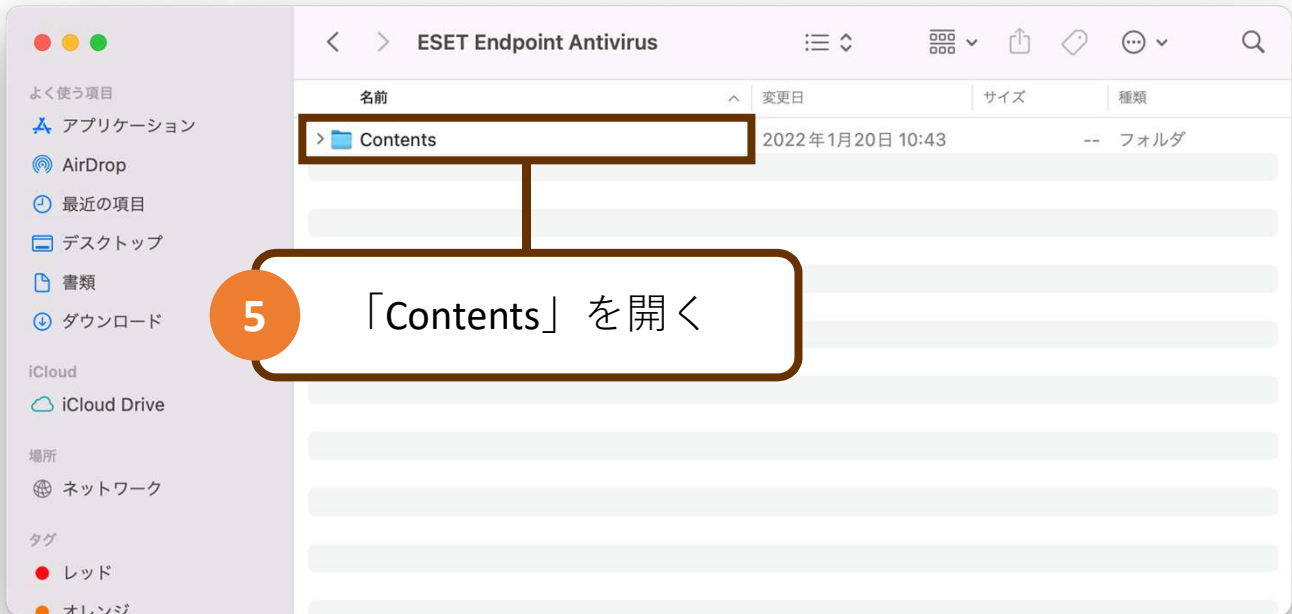 ESET Endpoint Antivirus
よく使う項目
アプリケーション
AirDrop
最近の項目
デスクトップ
書類
ダウンロード
iCloud
iCloud Drive
場所
ネットワーク
タグ
レッド
オレンジ
名前 変更日 サイズ 種類
Contents 2022年1月20日 10:43 -- フォルダ
5 「Contents」を開く